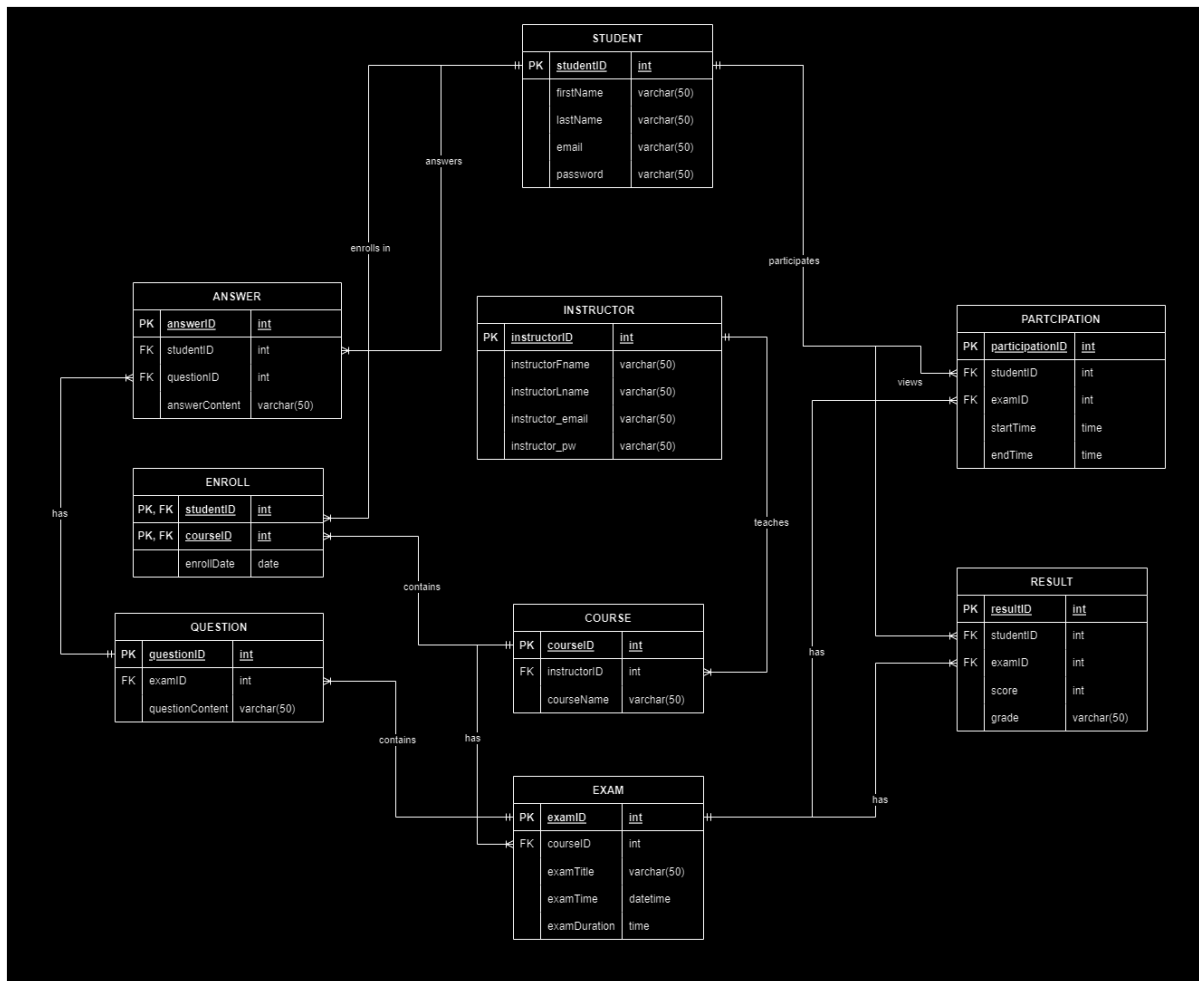 STUDENT
PK studentID int
firstName varchar(50)
lastName varchar(50)
email varchar(50)
password varchar(50)
answers
enrolls in
participates
ANSWER
PK answerID int
FK studentID int
FK questionID int
answerContent varchar(50)
INSTRUCTOR
PK instructorID int
instructorFname varchar(50)
instructorLname varchar(50)
instructor_email varchar(50)
instructor_pw varchar(50)
PARTCIPATION
PK participationID int
FK studentID int
FK examID int
startTime time
endTime time
views
has
ENROLL
PK, FK studentID int
PK, FK courseID int
enrollDate date
teaches
contains
RESULT
PK resultID int
FK studentID int
FK examID int
score int
grade varchar(50)
QUESTION
PK questionID int
FK examID int
questionContent varchar(50)
COURSE
PK courseID int
FK instructorID int
courseName varchar(50)
has
contains
has
has
EXAM
PK examID int
FK courseID int
examTitle varchar(50)
examTime datetime
examDuration time